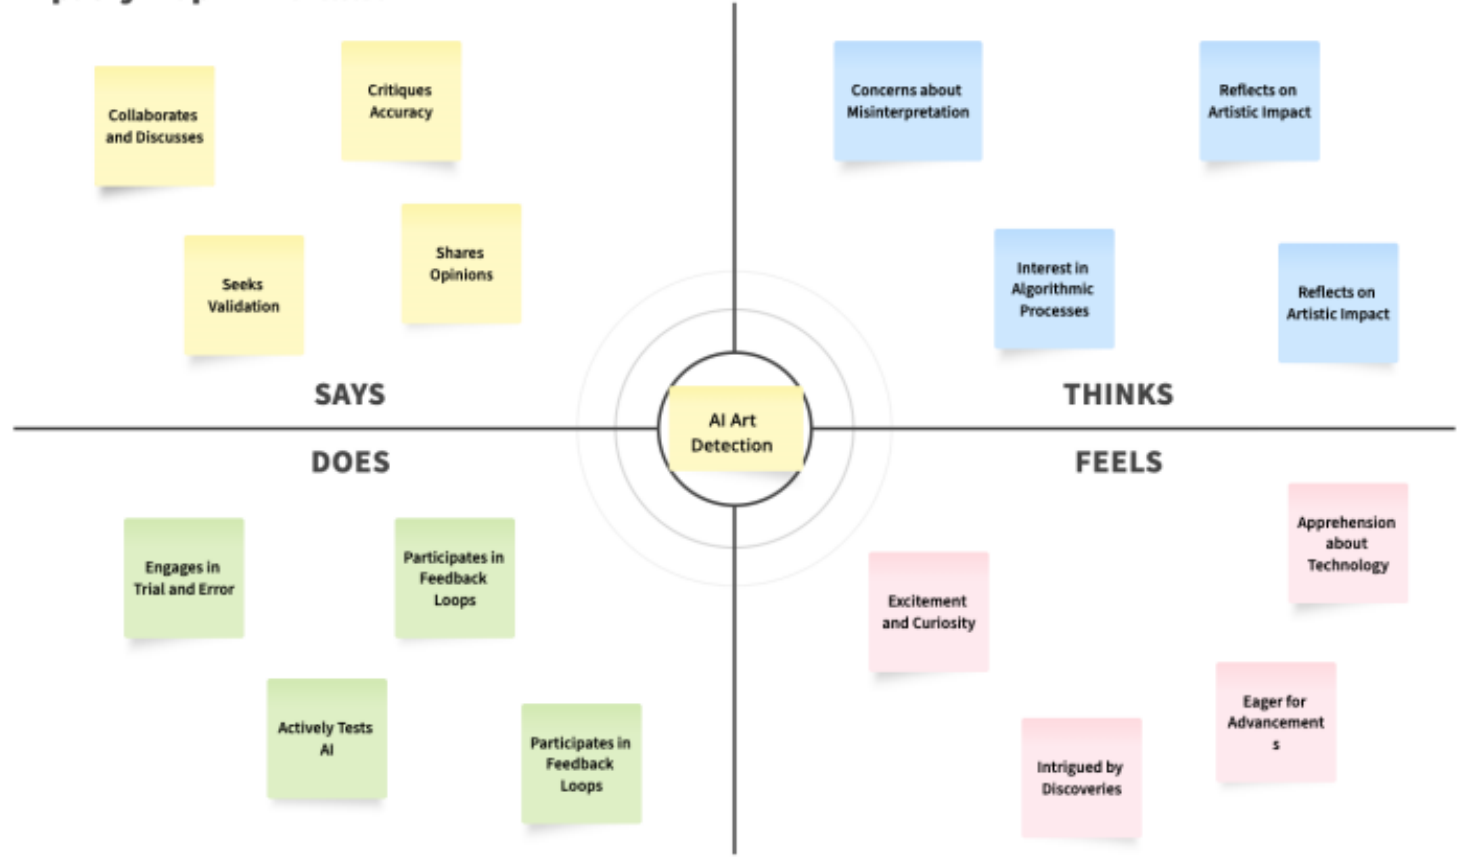 Collaborates
and Discusses
Critiques
Accuracy
Seeks
Validation
Shares
Opinions
SAYS
Concerns about
Misinterpretation
Reflects on
Artistic Impact
Interest in
Algorithmic
Processes
Reflects on
Artistic Impact
THINKS
AI Art
Detection
DOES
Engages in
Trial and Error
Participates in
Feedback
Loops
Actively Tests
AI
Participates in
Feedback
Loops
FEELS
Apprehension
about
Technology
Excitement
and Curiosity
Eager for
Advancement
s
Intrigued by
Discoveries